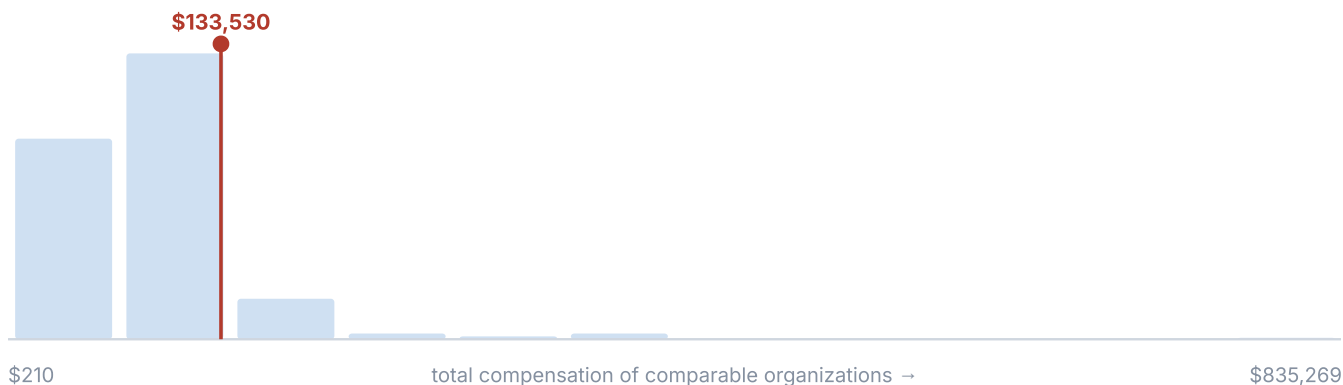 $133,530
$210 total compensation of comparable organizations → $835,269